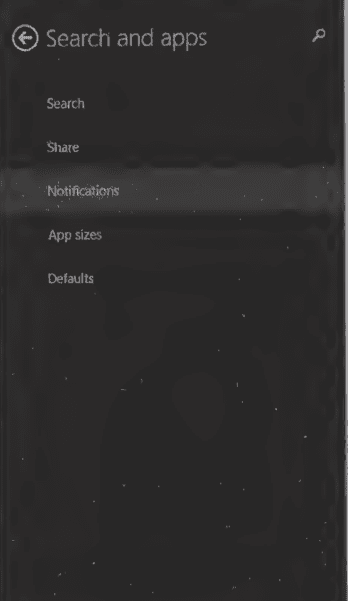 Search and apps
Search
Share
Notifications
App sizes
Defaults